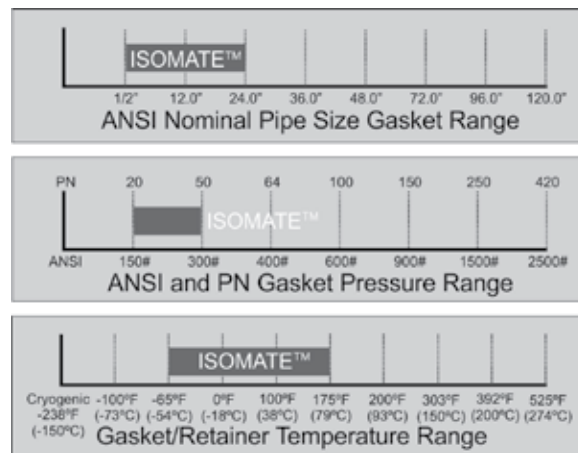 ISOMATE™
1/2" 12.0" 24.0" 36.0" 48.0" 72.0" 96.0" 120.0"
ANSI Nominal Pipe Size Gasket Range
PN 20 50 64 100 150 250 420
ISOMATE™
ANSI 150# 300# 400# 600# 900# 1500# 2500#
ANSI and PN Gasket Pressure Range
ISOMATE™
Cryogenic -100°F -65°F 0°F 100°F 175°F 200°F 303°F 392°F 525°F
-238°F (-73°C) (-54°C) (-18°C) (38°C) (79°C) (93°C) (150°C) (200°C) (274°C)
(-150°C) Gasket/Retainer Temperature Range